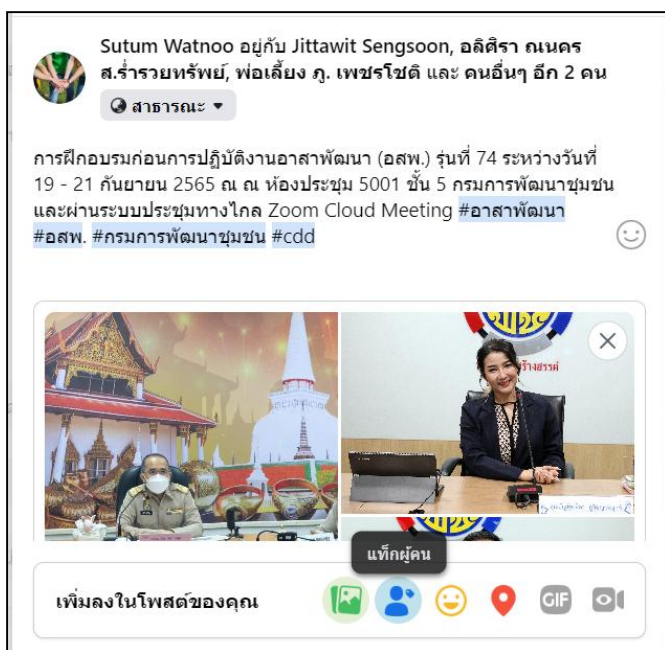 Sutum Watnoo อยู่กับ Jittawit Sengsoon, อลิศิรา ณนคร
ส.ร่ำรวยทรัพย์, พ่อเลี้ยง ภู. เพชรโชติ และ คนอื่นๆ อีก 2 คน
สาธารณะ
การฝึกอบรมก่อนการปฏิบัติงานอาสาพัฒนา (อสพ.) รุ่นที่ 74 ระหว่างวันที่
19 - 21 กันยายน 2565 ณ ณ ห้องประชุม 5001 ชั้น 5 กรมการพัฒนาชุมชน
และผ่านระบบประชุมทางไกล Zoom Cloud Meeting #อาสาพัฒนา
#อสพ. #กรมการพัฒนาชุมชน #cdd
ร้างสรรค์
แท็กผู้คน
เพิ่มลงในโพสต์ของคุณ
GIF